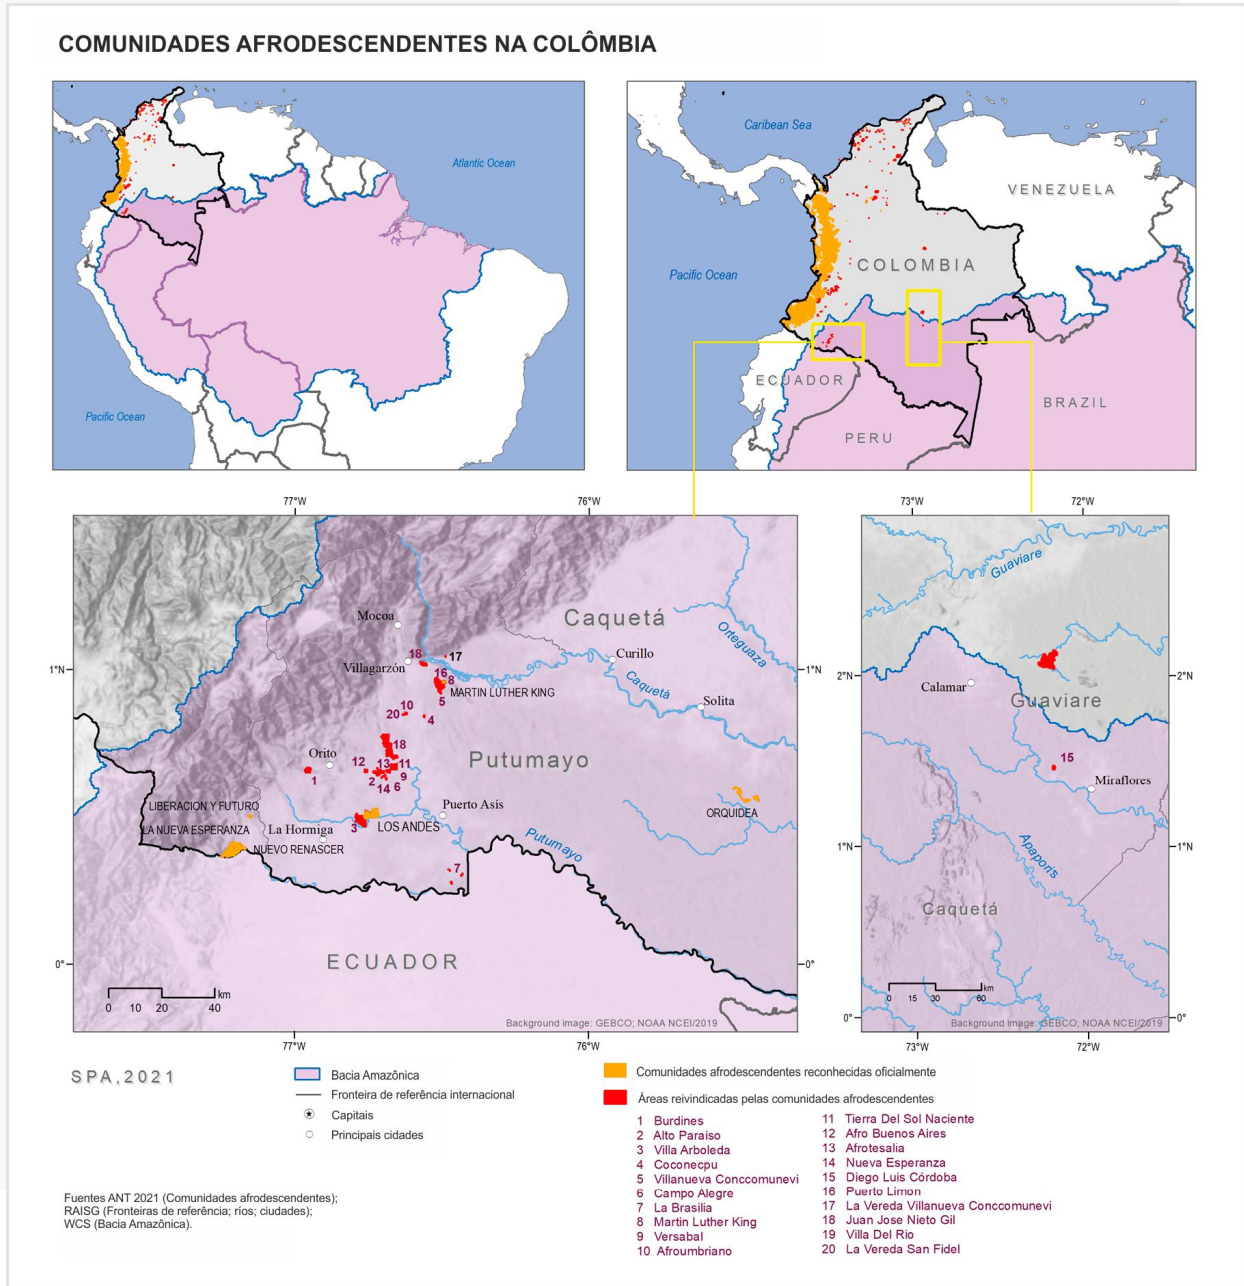 COMUNIDADES AFRODESCENDENTES NA COLÔMBIA
Atlantic Ocean
Pacific Ocean
Caribean Sea
VENEZUELA
Pacific Ocean
COLOMBIA
ECUADOR
BRAZIL
PERU
77°W
76°W
73°W
72°W
Mocoa
Caquetá
Orteguaza
18
17
Curillo
Villagarzón
1°N
1°N
16
8
Caquetá
MARTIN LUTHER KING
5
Solita
10
20
4
18
Orito
12
13
11
Putumayo
1
2
9
14
6
LIBERACION Y FUTURO
Puerto Asis
ORQUIDEA
LA NUEVA ESPERANZA
La Hormiga
3
LOS ANDES
NUEVO RENASCER
Putumayo
7
ECUADOR
0°
0°
km
0 10 20 40
Background image: GEBCO; NOAA NCEI/2019
77°W
76°W
Guaviare
2°N
Calamar
Guaviare
15
Miraflores
1°N
Apaporis
Caquetá
km
0 15 30 60
0°
0°
Background image: GEBCO; NOAA NCEI/2019
73°W
72°W
SPA,2021
Bacia Amazônica
Fronteira de referência internacional
Capitais
Principais cidades
Comunidades afrodescendentes reconhecidas oficialmente
Áreas reivindicadas pelas comunidades afrodescendentes
1 Burdines
2 Alto Paraiso
3 Villa Arboleda
4 Coconecpu
5 Villanueva Conccomunevi
6 Campo Alegre
7 La Brasilia
8 Martin Luther King
9 Versabal
10 Afroumbriano
11 Tierra Del Sol Naciente
12 Afro Buenos Aires
13 Afrotesalia
14 Nueva Esperanza
15 Diego Luis Córdoba
16 Puerto Limon
17 La Vereda Villanueva Conccomunevi
18 Juan Jose Nieto Gil
19 Villa Del Rio
20 La Vereda San Fidel
Fuentes ANT 2021 (Comunidades afrodescendentes);
RAISG (Fronteiras de referência; ríos; ciudades);
WCS (Bacia Amazônica).